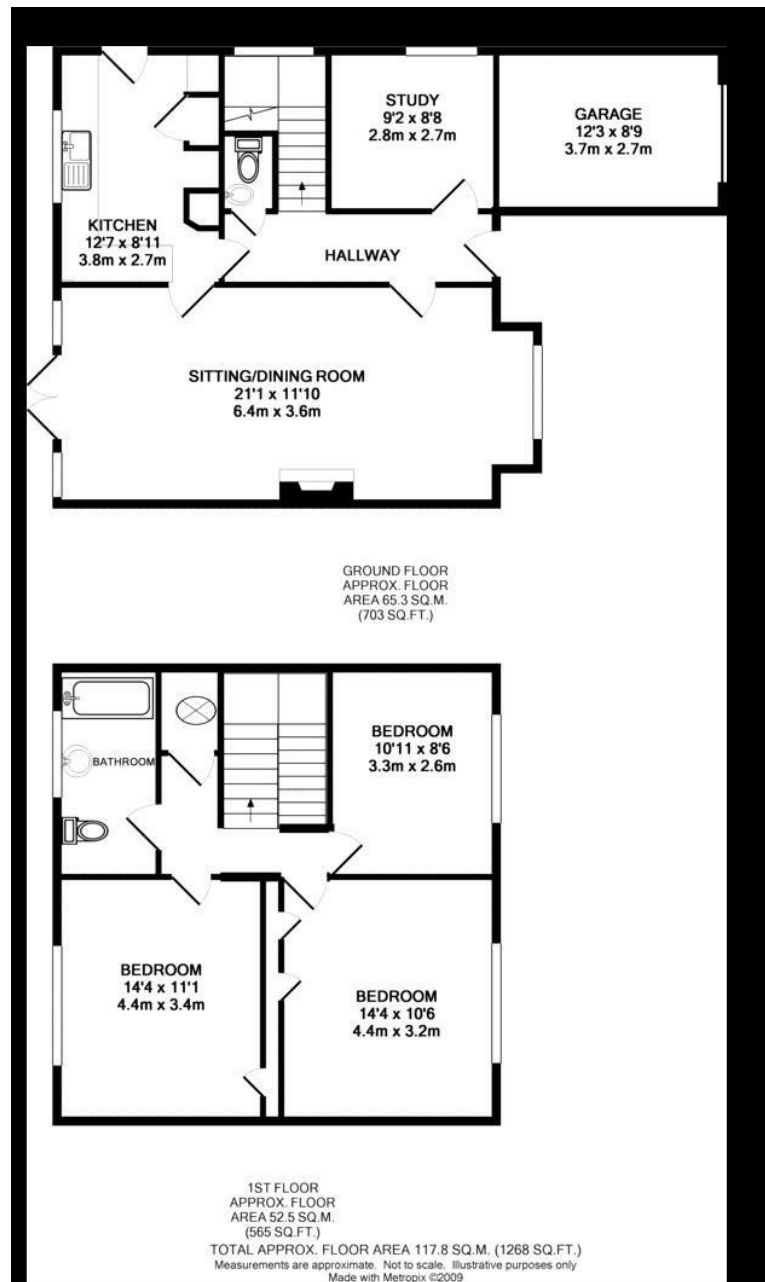 STUDY
9'2 x 8'8
2.8m x 2.7m
GARAGE
12'3 x 8'9
3.7m x 2.7m
KITCHEN
12'7 x 8'11
3.8m x 2.7m
HALLWAY
SITTING/DINING ROOM
21'1 x 11'10
6.4m x 3.6m
GROUND FLOOR
APPROX. FLOOR
AREA 65.3 SQ.M.
(703 SQ.FT.)
BEDROOM
10'11 x 8'6
3.3m x 2.6m
BATHROOM
BEDROOM
14'4 x 11'1
4.4m x 3.4m
BEDROOM
14'4 x 10'6
4.4m x 3.2m
1ST FLOOR
APPROX. FLOOR
AREA 52.5 SQ.M.
(565 SQ.FT.)
TOTAL APPROX. FLOOR AREA 117.8 SQ.M. (1268 SQ.FT.)
Measurements are approximate. Not to scale. Illustrative purposes only
Made with Metropix ©2009